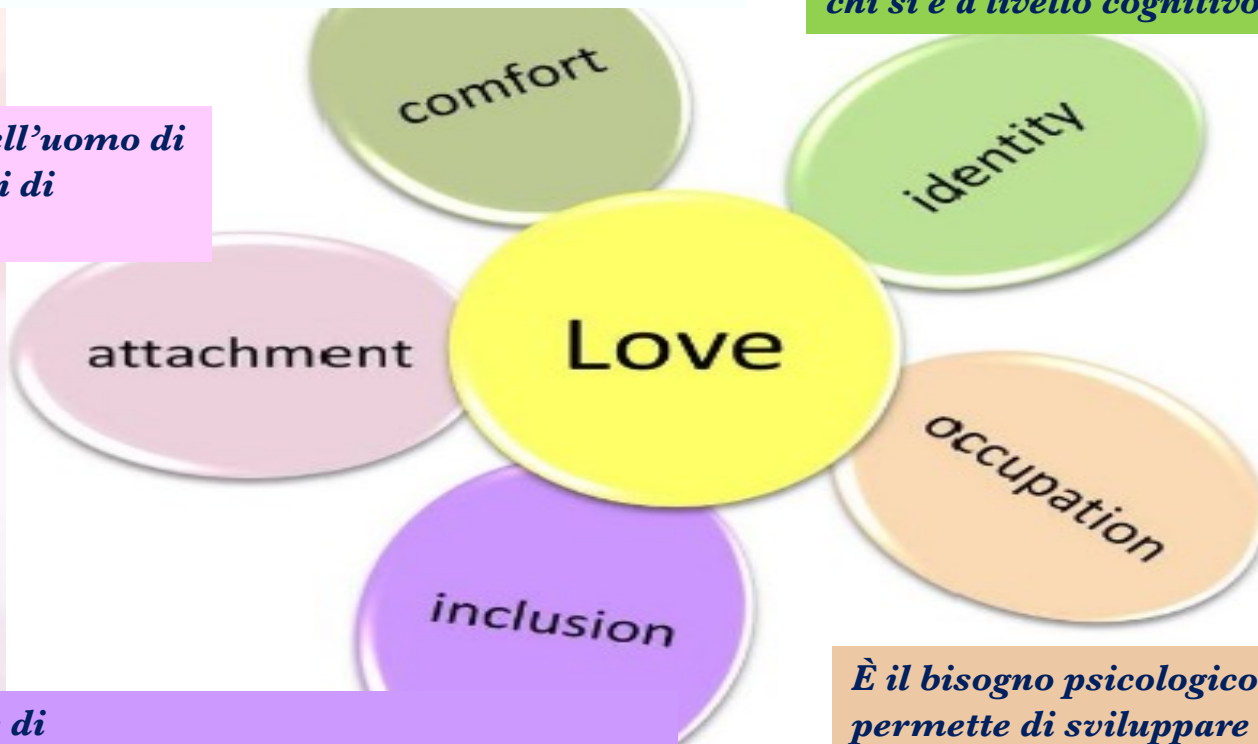 chi si è a livello cognitivo
comfort
identity
ell'uomo di
i di
attachment
Love
occupation
inclusion
È il bisogno psicologico
permette di sviluppare
di